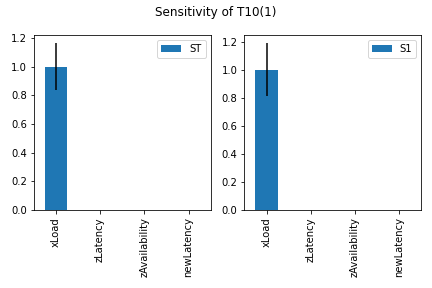 Sensitivity of T10(1)
ST
1.2
1.0
0.8
0.6
0.4
0.2
0.0
xLoad
zLatency
zAvailability
newLatency
S1
1.2
1.0
0.8
0.6
0.4
0.2
0.0
xLoad
zLatency
zAvailability
newLatency